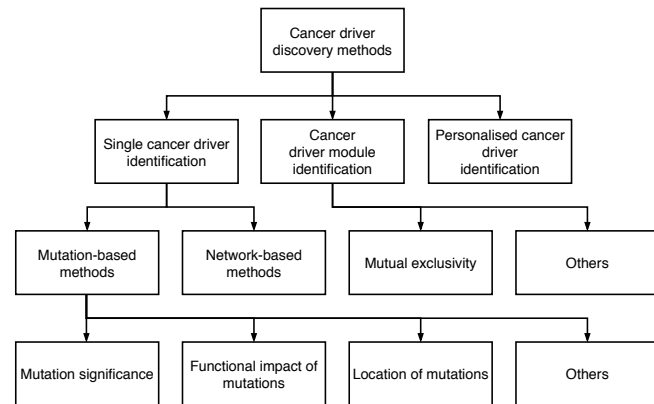 Cancer driver
discovery methods
Single cancer driver
identification
Cancer
driver module
identification
Personalised cancer
driver
identification
Mutation-based
methods
Network-based
methods
Mutual exclusivity
Others
Mutation significance
Functional impact of
mutations
Location of mutations
Others